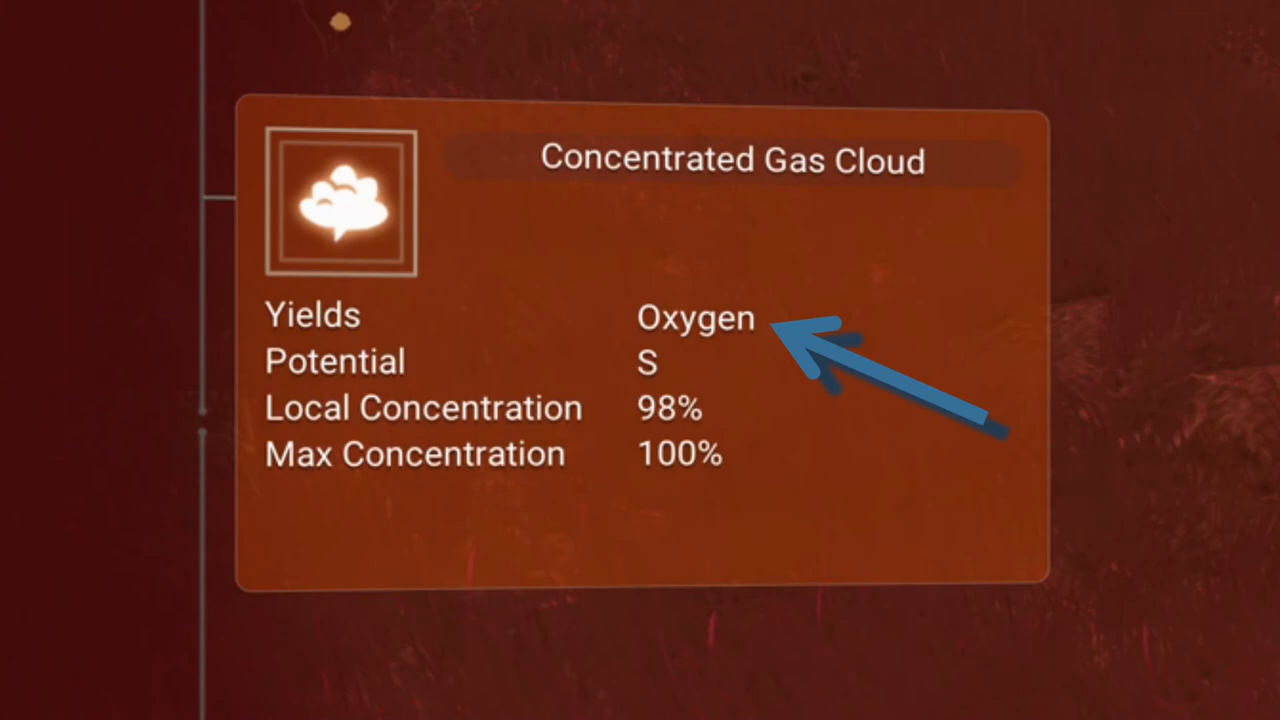 Concentrated Gas Cloud
Yields Oxygen
Potential S
Local Concentration 98%
Max Concentration 100%